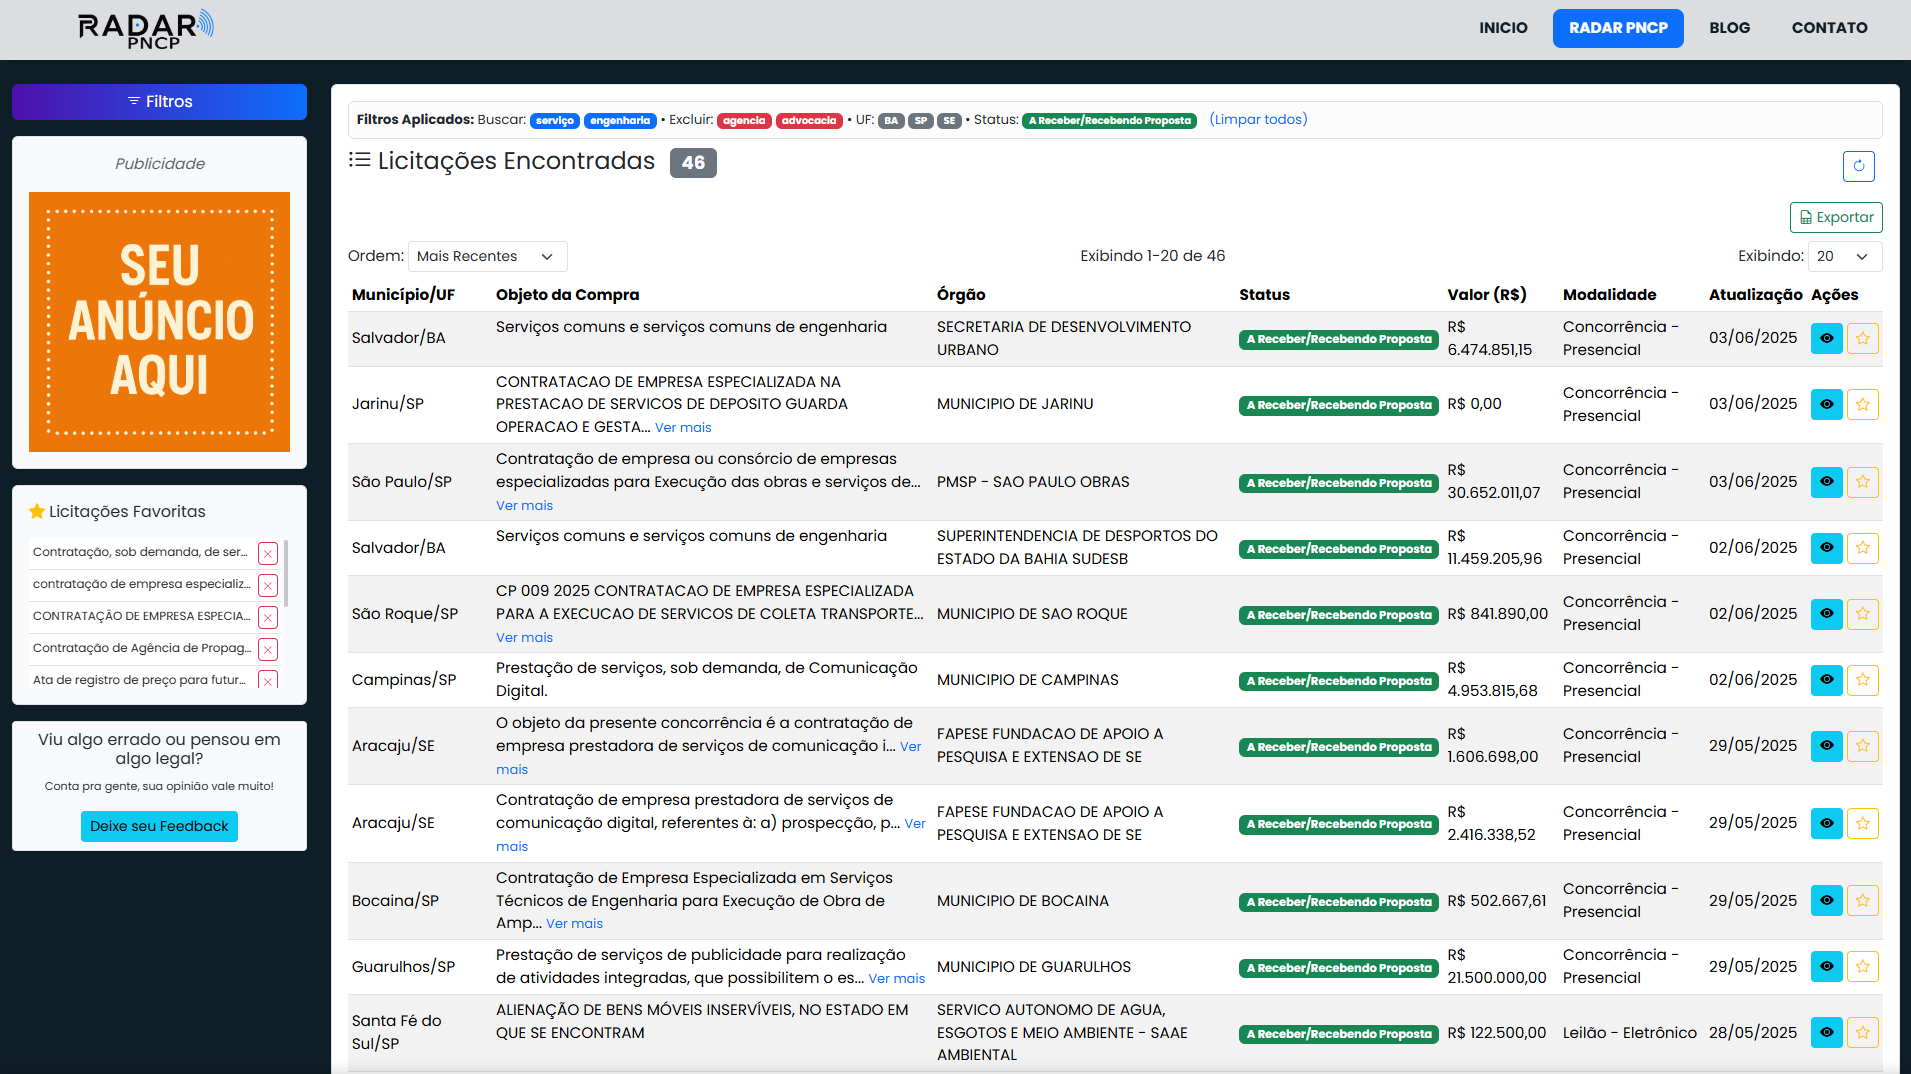 RADAR
PNCP
INICIO
RADAR PNCP
BLOG
CONTATO
Filtros
Publicidade
SEU
ANÚNCIO
AQUI
Licitações Favoritas
Contratação, sob demanda, de ser...
contratação de empresa especializ...
CONTRATAÇÃO DE EMPRESA ESPECIA...
Contratação de Agência de Propag...
Ata de registro de preço para futur...
Viu algo errado ou pensou em
algo legal?
Conta pra gente, sua opinião vale muito!
Deixe seu Feedback
Filtros Aplicados: Buscar: serviço engenharia • Excluir: agencia advocacia • UF: BA SP SE • Status: A Receber/Recebendo Proposta (Limpar todos)
Licitações Encontradas 46
Exportar
Ordem: Mais Recentes
Exibindo 1-20 de 46
Exibindo: 20
Município/UF Objeto da Compra Órgão Status Valor (R$) Modalidade Atualização Ações
Salvador/BA
Serviços comuns e serviços comuns de engenharia
SECRETARIA DE DESENVOLVIMENTO
URBANO
A Receber/Recebendo Proposta
R$
6.474.851,15
Concorrência -
Presencial
03/06/2025
Jarinu/SP
CONTRATACAO DE EMPRESA ESPECIALIZADA NA
PRESTACAO DE SERVICOS DE DEPOSITO GUARDA
OPERACAO E GESTA... Ver mais
MUNICIPIO DE JARINU
A Receber/Recebendo Proposta
R$ 0,00
Concorrência -
Presencial
03/06/2025
São Paulo/SP
Contratação de empresa ou consórcio de empresas
especializadas para Execução das obras e serviços de...
Ver mais
PMSP - SAO PAULO OBRAS
A Receber/Recebendo Proposta
R$
30.652.011,07
Concorrência -
Presencial
03/06/2025
Salvador/BA
Serviços comuns e serviços comuns de engenharia
SUPERINTENDENCIA DE DESPORTOS DO
ESTADO DA BAHIA SUDESB
A Receber/Recebendo Proposta
R$
11.459.205,96
Concorrência -
Presencial
02/06/2025
São Roque/SP
CP 009 2025 CONTRATACAO DE EMPRESA ESPECIALIZADA
PARA A EXECUCAO DE SERVICOS DE COLETA TRANSPORTE...
Ver mais
MUNICIPIO DE SAO ROQUE
A Receber/Recebendo Proposta
R$ 841.890,00
Concorrência -
Presencial
02/06/2025
Campinas/SP
Prestação de serviços, sob demanda, de Comunicação
Digital.
MUNICIPIO DE CAMPINAS
A Receber/Recebendo Proposta
R$
4.953.815,68
Concorrência -
Presencial
02/06/2025
Aracaju/SE
O objeto da presente concorrência é a contratação de
empresa prestadora de serviços de comunicação i... Ver
mais
FAPESE FUNDACAO DE APOIO A
PESQUISA E EXTENSAO DE SE
A Receber/Recebendo Proposta
R$
1.606.698,00
Concorrência -
Presencial
29/05/2025
Aracaju/SE
Contratação de empresa prestadora de serviços de
comunicação digital, referentes à: a) prospecção, p... Ver
mais
FAPESE FUNDACAO DE APOIO A
PESQUISA E EXTENSAO DE SE
A Receber/Recebendo Proposta
R$
2.416.338,52
Concorrência -
Presencial
29/05/2025
Bocaina/SP
Contratação de Empresa Especializada em Serviços
Técnicos de Engenharia para Execução de Obra de
Amp... Ver mais
MUNICIPIO DE BOCAINA
A Receber/Recebendo Proposta
R$ 502.667,61
Concorrência -
Presencial
29/05/2025
Guarulhos/SP
Prestação de serviços de publicidade para realização
de atividades integradas, que possibilitem o es... Ver mais
MUNICIPIO DE GUARULHOS
A Receber/Recebendo Proposta
R$
21.500.000,00
Concorrência -
Presencial
29/05/2025
Santa Fé do
Sul/SP
ALIENAÇÃO DE BENS MÓVEIS INSERVÍVEIS, NO ESTADO EM
QUE SE ENCONTRAM
SERVICO AUTONOMO DE AGUA,
ESGOTOS E MEIO AMBIENTE - SAAE
AMBIENTAL
A Receber/Recebendo Proposta
R$ 122.500,00
Leilão - Eletrônico
28/05/2025